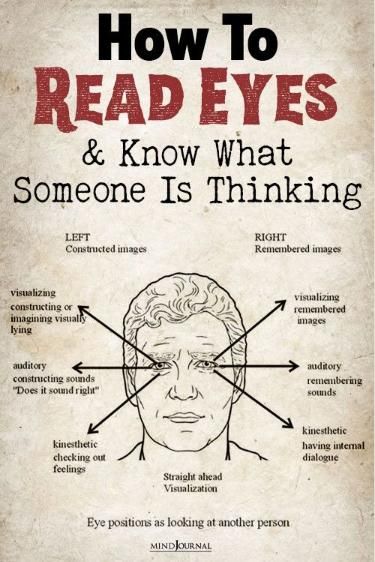 How To
READ EYES
& Know What
Someone Is Thinking
LEFT
Constructed images
RIGHT
Remembered images
visualizing
constructing or
imagining visually
lying
visualizing
remembered
images
auditory
constructing sounds
"Does it sound right"
auditory
remembering
sounds
kinesthetic
checking out
feelings
kinesthetic
having internal
dialogue
Straight ahead
Visualization
Eye positions as looking at another person
MINDJOURNAL